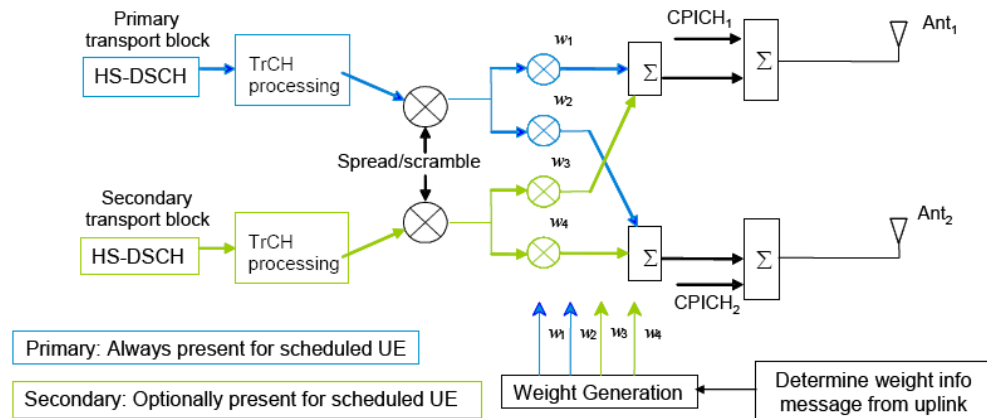 Primary
transport block
HS-DSCH
TrCH
processing
w1
w2
Σ
CPICH1
Σ
Ant1
Spread/scramble
Secondary
transport block
HS-DSCH
TrCH
processing
w3
w4
Σ
CPICH2
Σ
Ant2
w1 w2 w3 w4
Primary: Always present for scheduled UE
Secondary: Optionally present for scheduled UE
Weight Generation
Determine weight info
message from uplink